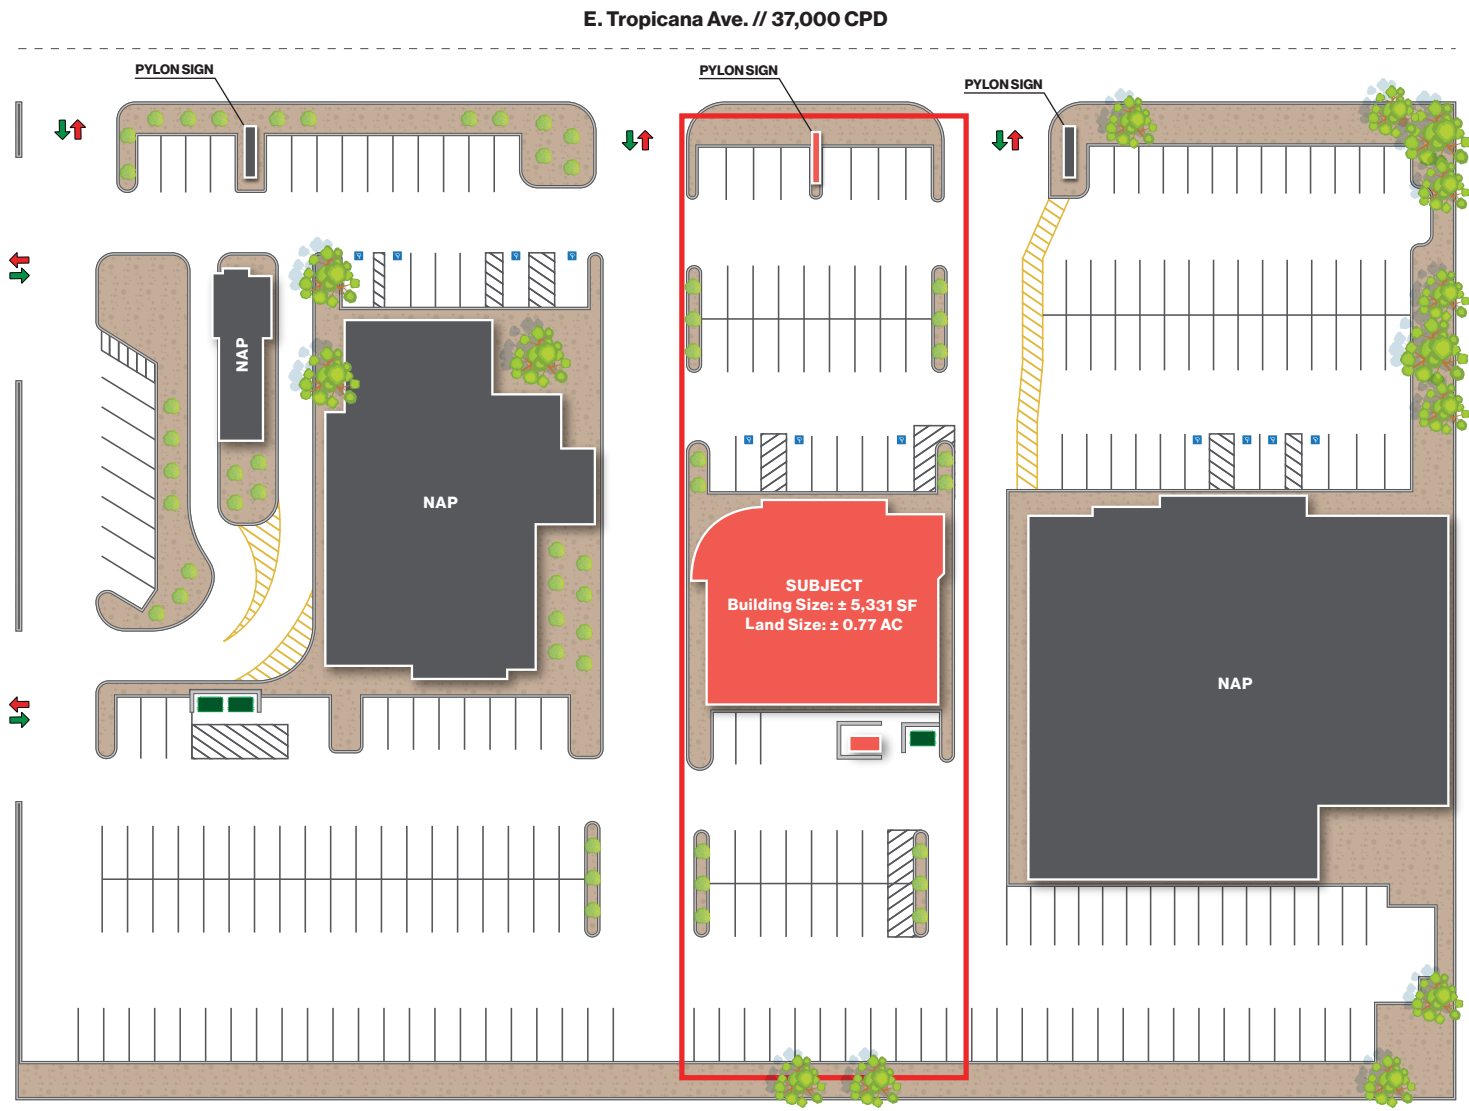 E. Tropicana Ave. // 37,000 CPD
PYLON SIGN
PYLON SIGN
PYLON SIGN
NAP
NAP
SUBJECT
Building Size: ± 5,331 SF
Land Size: ± 0.77 AC
NAP